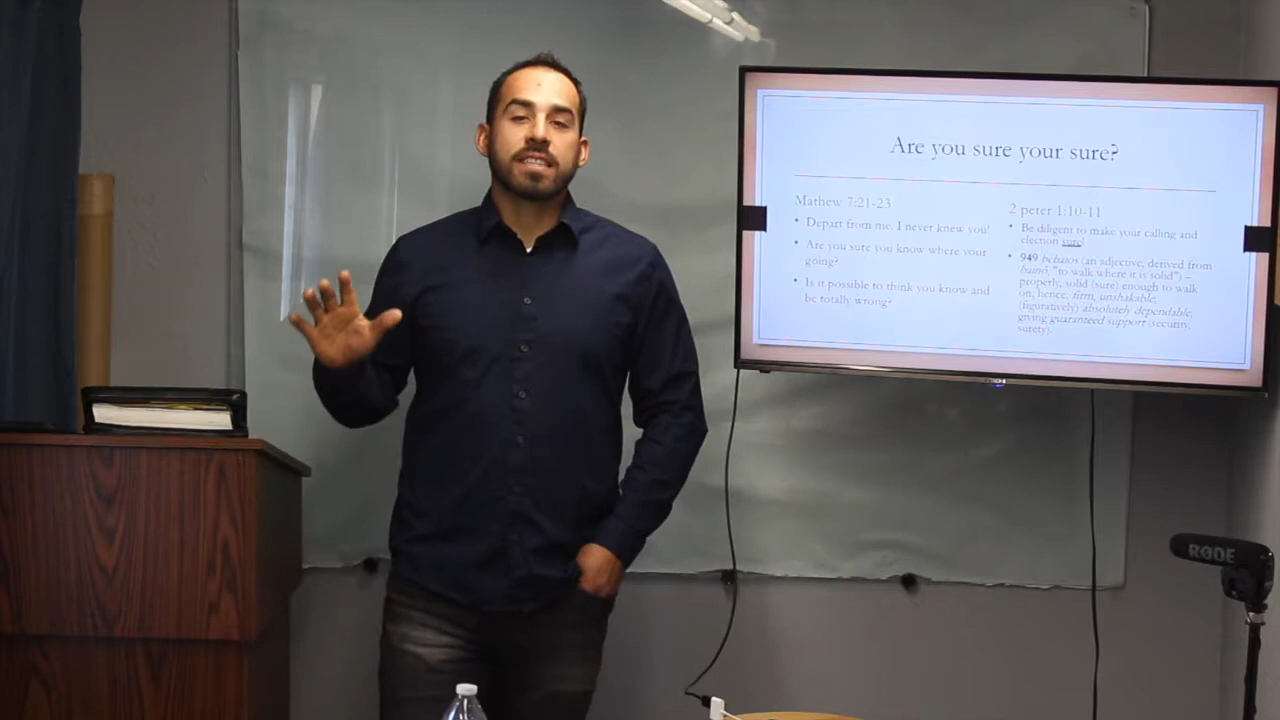 Are you sure your sure?
Mathew 7:21-23
• Depart from me. I never knew you!
• Are you sure you know where your
going?
• Is it possible to think you know and
be totally wrong?
2 peter 1:10-11
• Be diligent to make your calling and
election sure!
• 949 bébaios (an adjective, derived from
bainō, "to walk where it is solid") –
properly, solid (sure) enough to walk
on; hence, firm, unshakable;
(figuratively) absolutely dependable,
giving guaranteed support (security,
surety).
RØDE